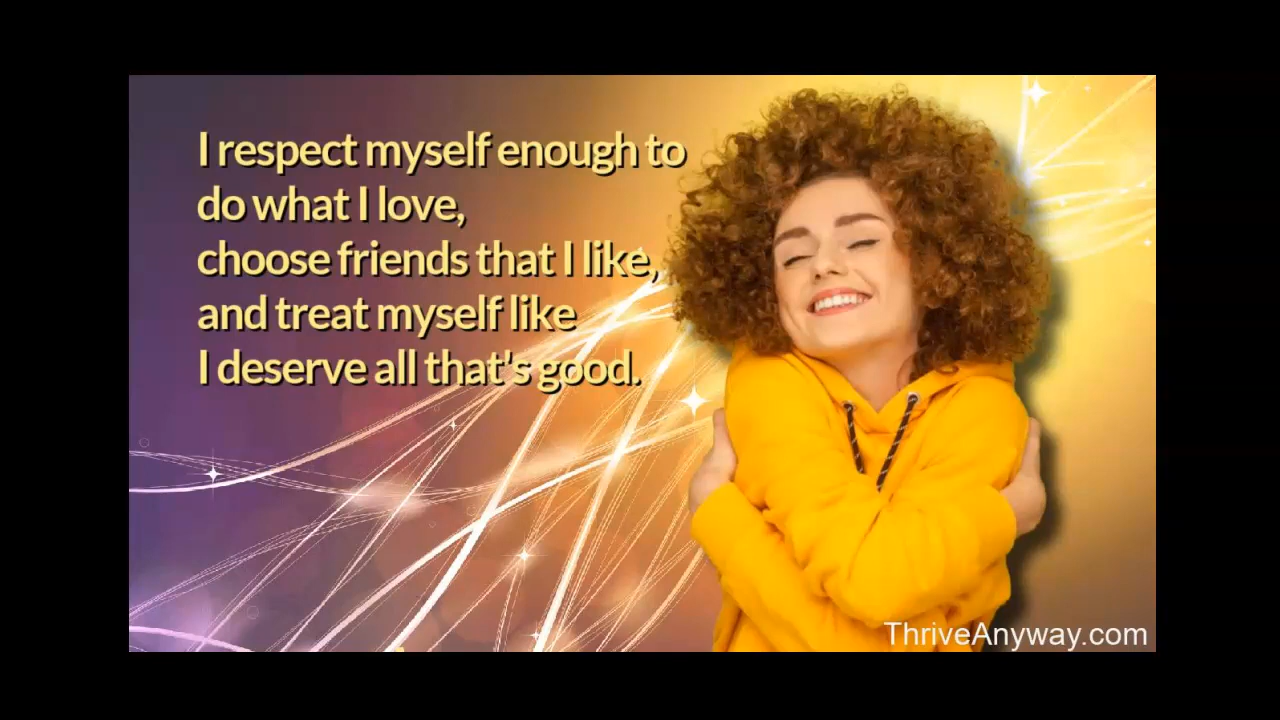 I respect myself enough to
do what I love,
choose friends that I like,
and treat myself like
I deserve all that's good.
ThriveAnyway.com